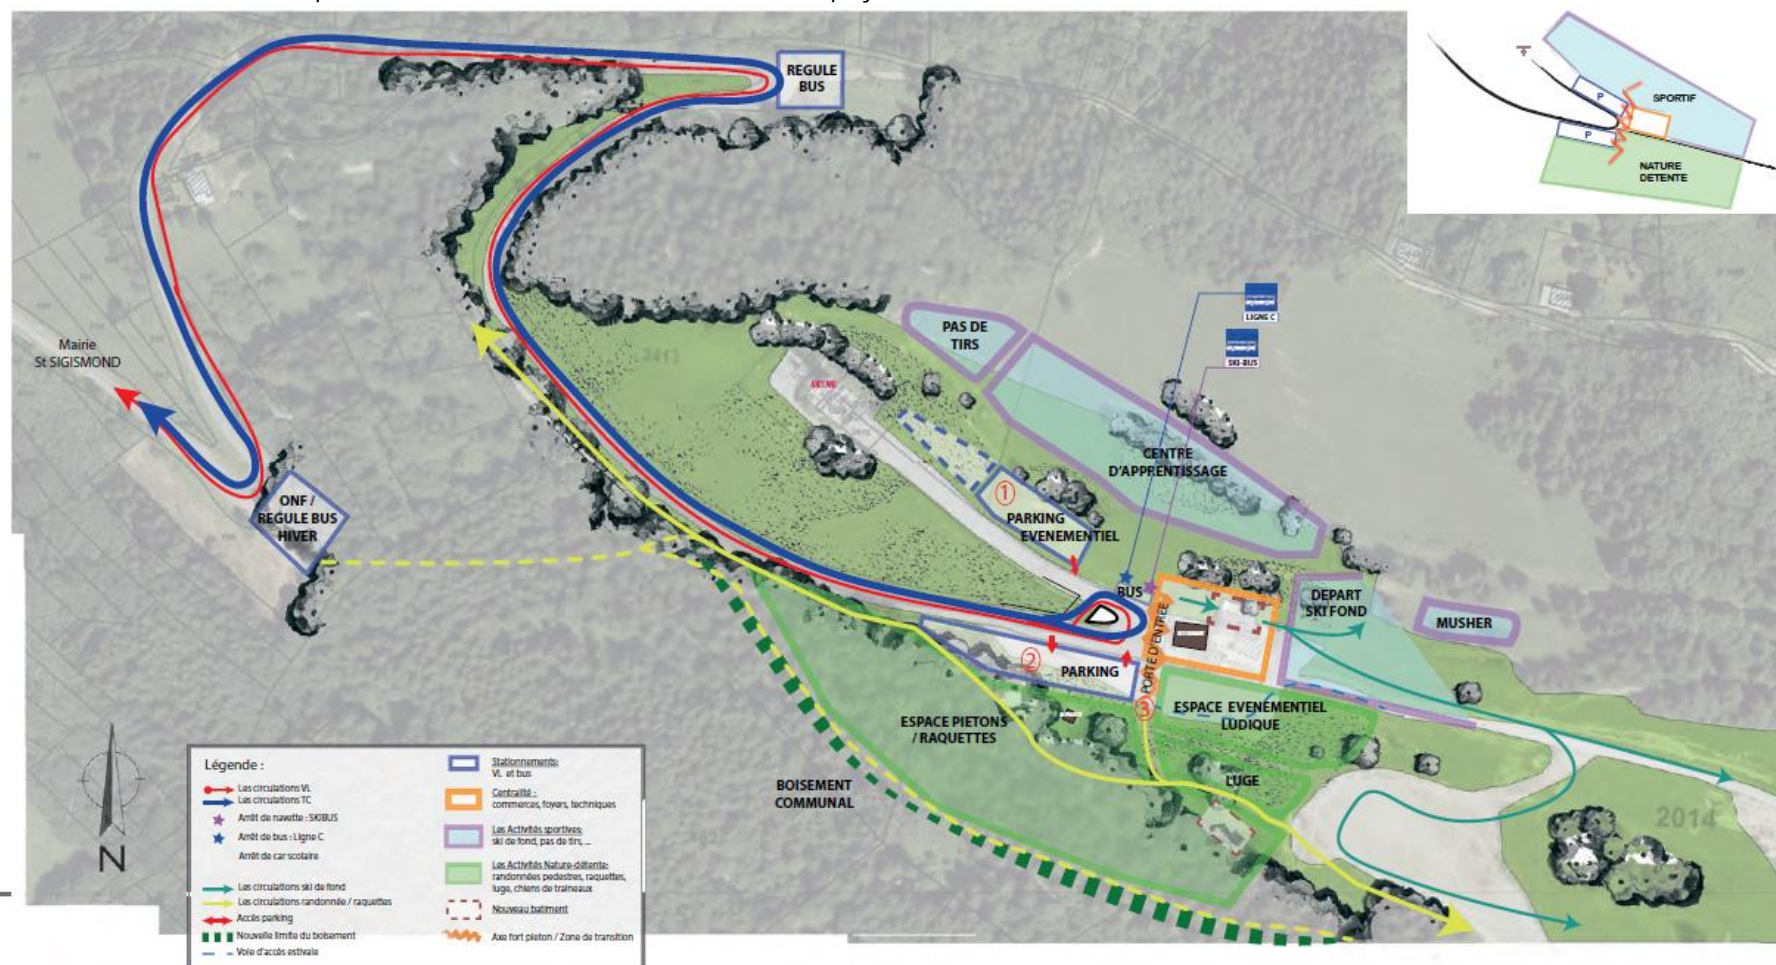 REGULE
BUS
SPORTIF
P
P
NATURE
DETENTE
LIGNE C
SKI-BUS
PAS DE
TIRS
Mairie
St SIGISMOND
2413
ANTENNE
CENTRE
D'APPRENTISSAGE
1
PARKING
EVENEMENTIEL
ONF /
REGULE BUS
HIVER
BUS
PORTE D'ENTRÉE
DEPART
SKI FOND
MUSHER
2
PARKING
3
ESPACE EVENEMENTIEL
LUDIQUE
ESPACE PIETONS
/ RAQUETTES
LUGE
BOISEMENT
COMMUNAL
2014
N
Légende :
Les circulations VL
Les circulations TC
Arrêt de navette : SKIBUS
Arrêt de bus : Ligne C
Arrêt de car scolaire
Les circulations ski de fond
Les circulations randonnée / raquettes
Accès parking
Nouvelle limite du boisement
Voie d'accès estivale
Stationnements:
VL et bus
Centralité :
commerces, foyers, techniques
Les Activités sportives:
ski de fond, pas de tirs, ...
Les Activités Nature-détente:
randonnées pedestres, raquettes,
luge, chiens de traineaux
Nouveau batiment
Axe fort pieton / Zone de transition